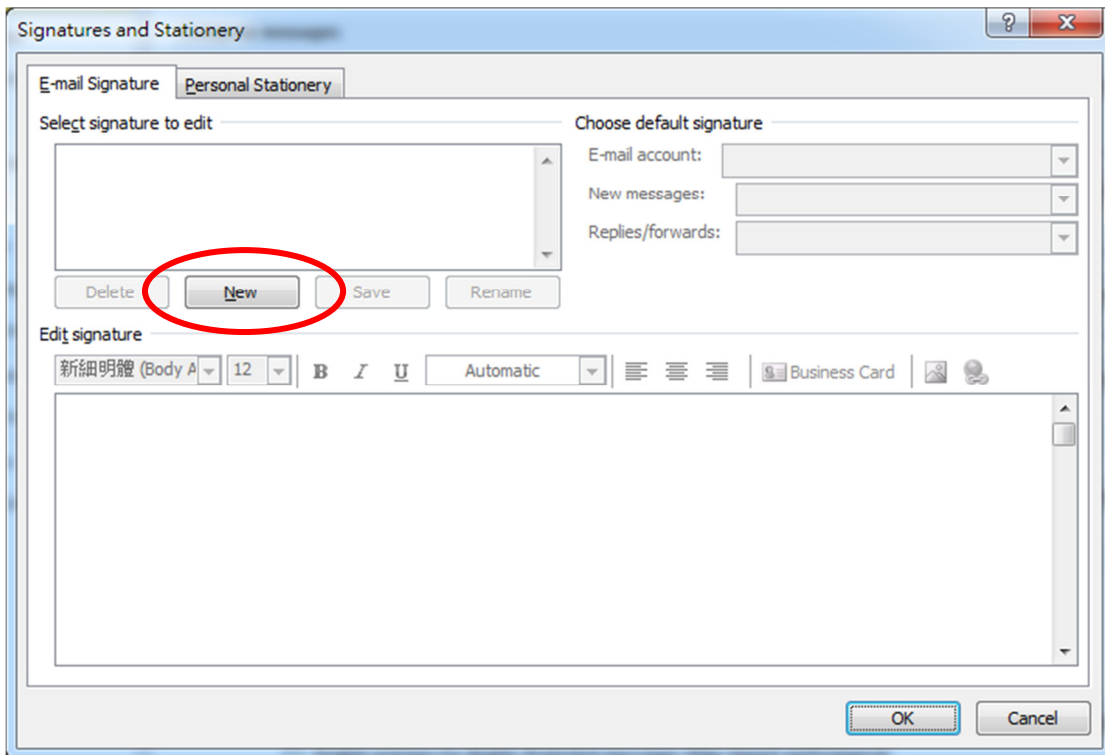 Signatures and Stationery
E-mail Signature Personal Stationery
Select signature to edit
Choose default signature
E-mail account:
New messages:
Replies/forwards:
Delete New Save Rename
Edit signature
新細明體 (Body A 12 B I U Automatic Business Card
OK Cancel